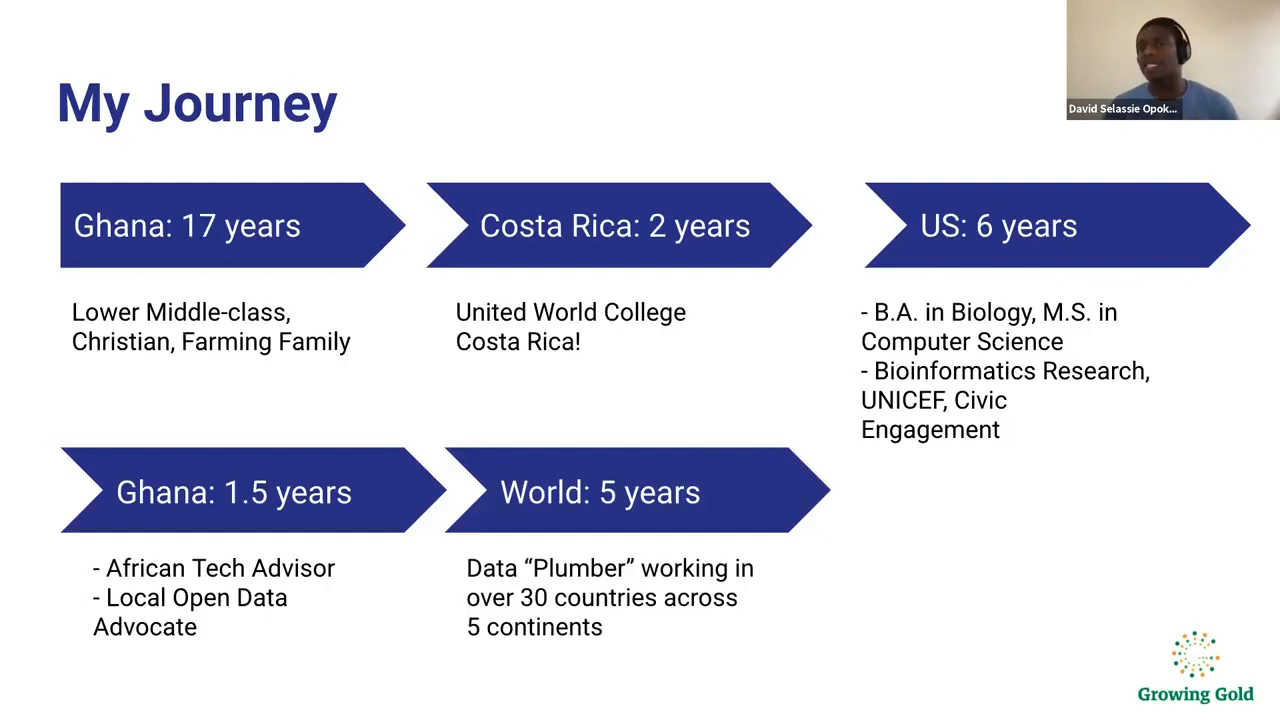 My Journey
David Selassie Opok...
Ghana: 17 years
Costa Rica: 2 years
US: 6 years
Lower Middle-class,
Christian, Farming Family
United World College
Costa Rica!
- B.A. in Biology, M.S. in
Computer Science
- Bioinformatics Research,
UNICEF, Civic
Engagement
Ghana: 1.5 years
World: 5 years
- African Tech Advisor
- Local Open Data
Advocate
Data “Plumber” working in
over 30 countries across
5 continents
Growing Gold